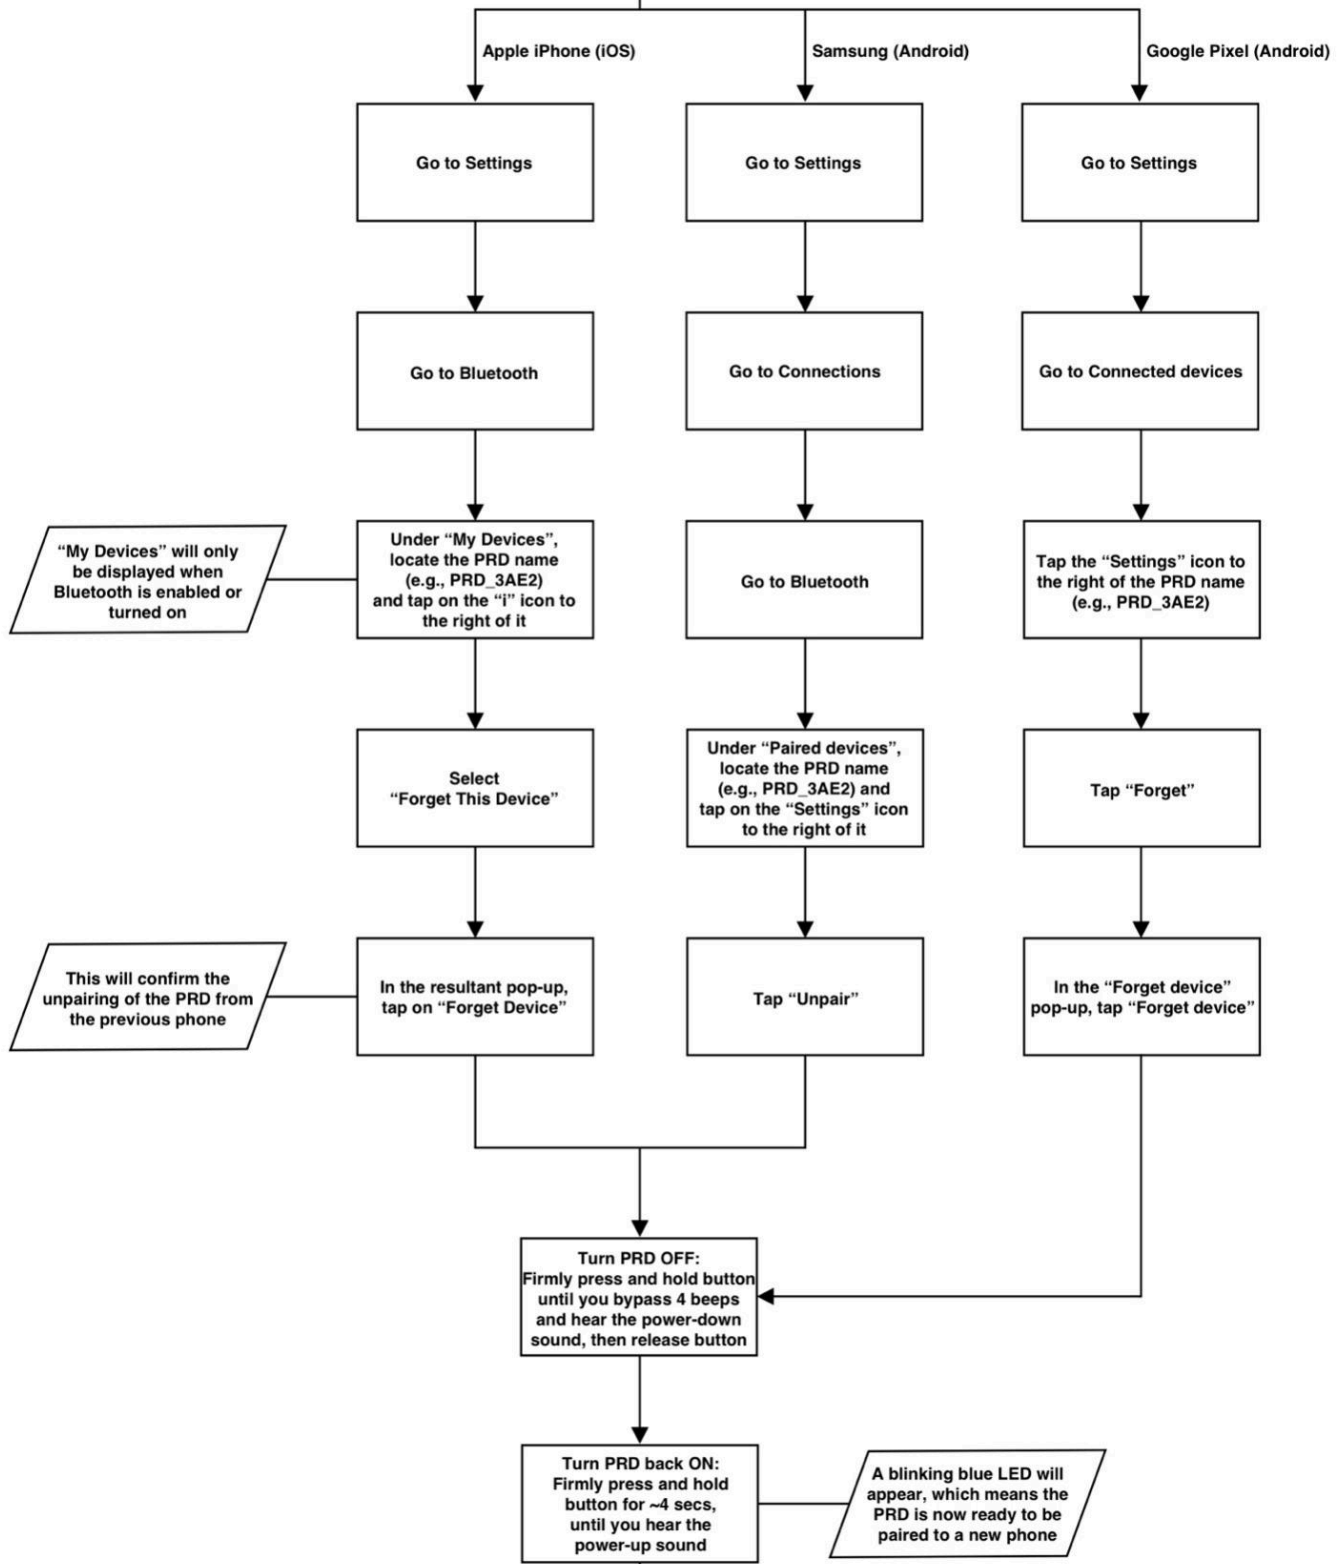 Apple iPhone (iOS)
Samsung (Android)
Google Pixel (Android)
Go to Settings
Go to Settings
Go to Settings
Go to Bluetooth
Go to Connections
Go to Connected devices
“My Devices” will only
be displayed when
Bluetooth is enabled or
turned on
Under “My Devices”,
locate the PRD name
(e.g., PRD_3AE2)
and tap on the “i” icon to
the right of it
Go to Bluetooth
Tap the “Settings” icon to
the right of the PRD name
(e.g., PRD_3AE2)
Select
“Forget This Device”
Under “Paired devices”,
locate the PRD name
(e.g., PRD_3AE2) and
tap on the “Settings” icon
to the right of it
Tap “Forget”
This will confirm the
unpairing of the PRD from
the previous phone
In the resultant pop-up,
tap on “Forget Device”
Tap “Unpair”
In the “Forget device”
pop-up, tap “Forget device”
Turn PRD OFF:
Firmly press and hold button
until you bypass 4 beeps
and hear the power-down
sound, then release button
Turn PRD back ON:
Firmly press and hold
button for ~4 secs,
until you hear the
power-up sound
A blinking blue LED will
appear, which means the
PRD is now ready to be
paired to a new phone